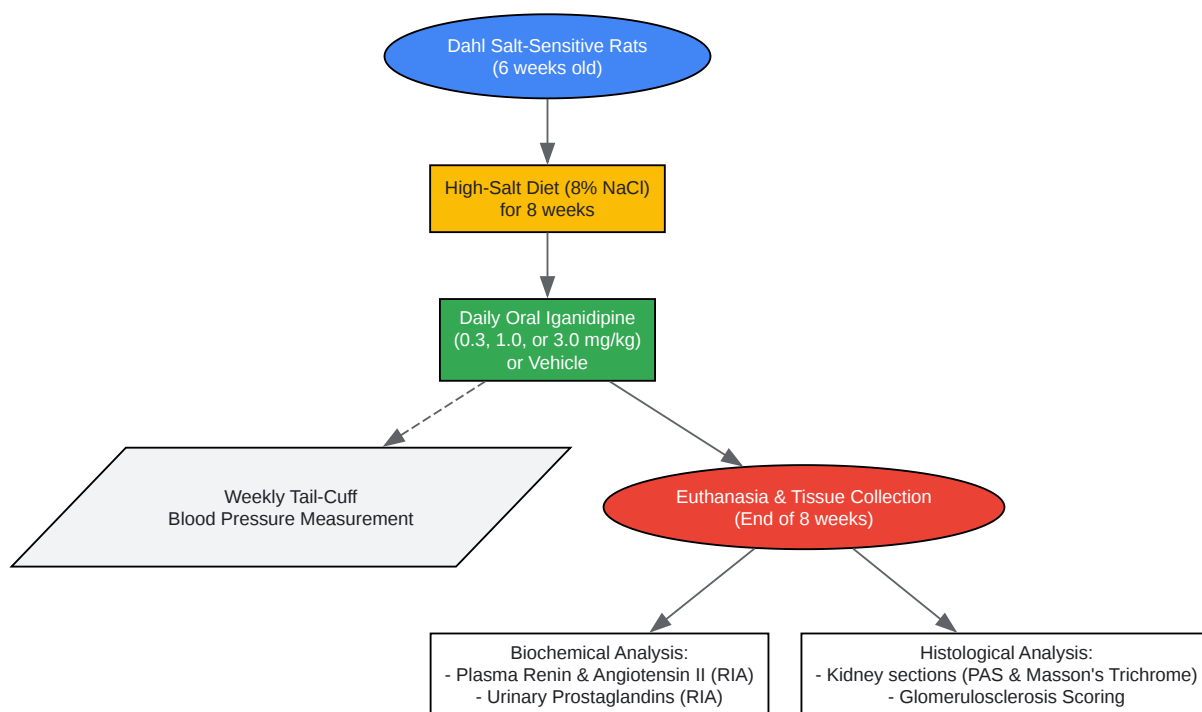 Dahl Salt-Sensitive Rats
(6 weeks old)
High-Salt Diet (8% NaCl)
for 8 weeks
Daily Oral Iganidipine
(0.3, 1.0, or 3.0 mg/kg)
or Vehicle
Weekly Tail-Cuff
Blood Pressure Measurement
Euthanasia & Tissue Collection
(End of 8 weeks)
Biochemical Analysis:
- Plasma Renin & Angiotensin II (RIA)
- Urinary Prostaglandins (RIA)
Histological Analysis:
- Kidney sections (PAS & Masson's Trichrome)
- Glomerulosclerosis Scoring